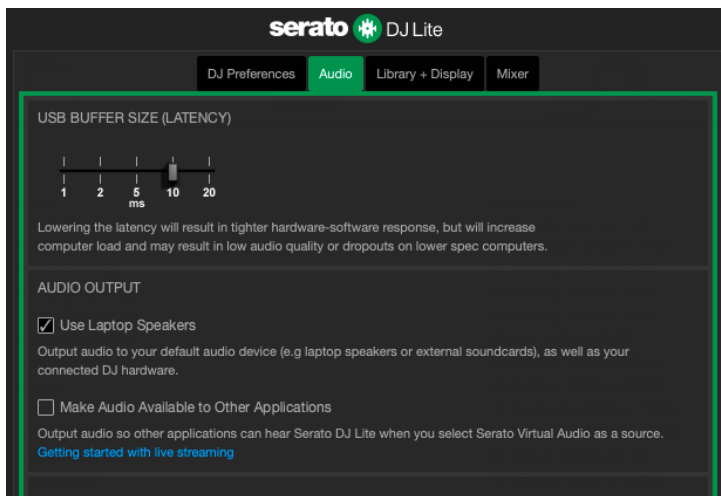 serato DJ Lite
DJ Preferences Audio Library + Display Mixer
USB BUFFER SIZE (LATENCY)
1 2 5 10 20
ms
Lowering the latency will result in tighter hardware-software response, but will increase
computer load and may result in low audio quality or dropouts on lower spec computers.
AUDIO OUTPUT
Use Laptop Speakers
Output audio to your default audio device (e.g laptop speakers or external soundcards), as well as your
connected DJ hardware.
Make Audio Available to Other Applications
Output audio so other applications can hear Serato DJ Lite when you select Serato Virtual Audio as a source.
Getting started with live streaming